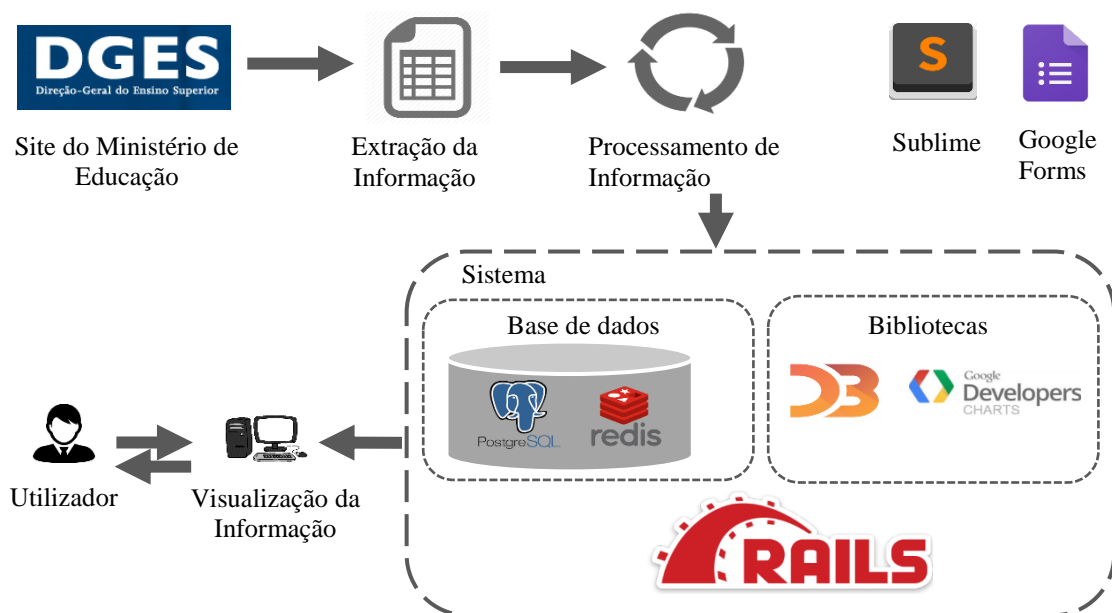 DGES
Direção-Geral do Ensino Superior
Site do Ministério de
Educação
Extração da
Informação
Processamento de
Informação
S
Sublime
Google
Forms
Sistema
Base de dados
PostgreSQL
redis
Bibliotecas
D3
Google
Developers
CHARTS
Utilizador
Visualização da
Informação
RAILS